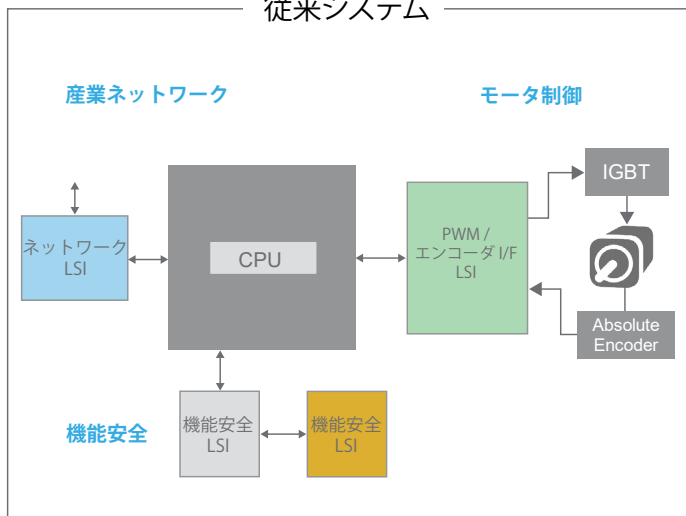 従来システム
産業ネットワーク
モータ制御
IGBT
ネットワーク
LSI
CPU
PWM /
エンコーダ I/F
LSI
Absolute
Encoder
機能安全
機能安全
LSI
機能安全
LSI